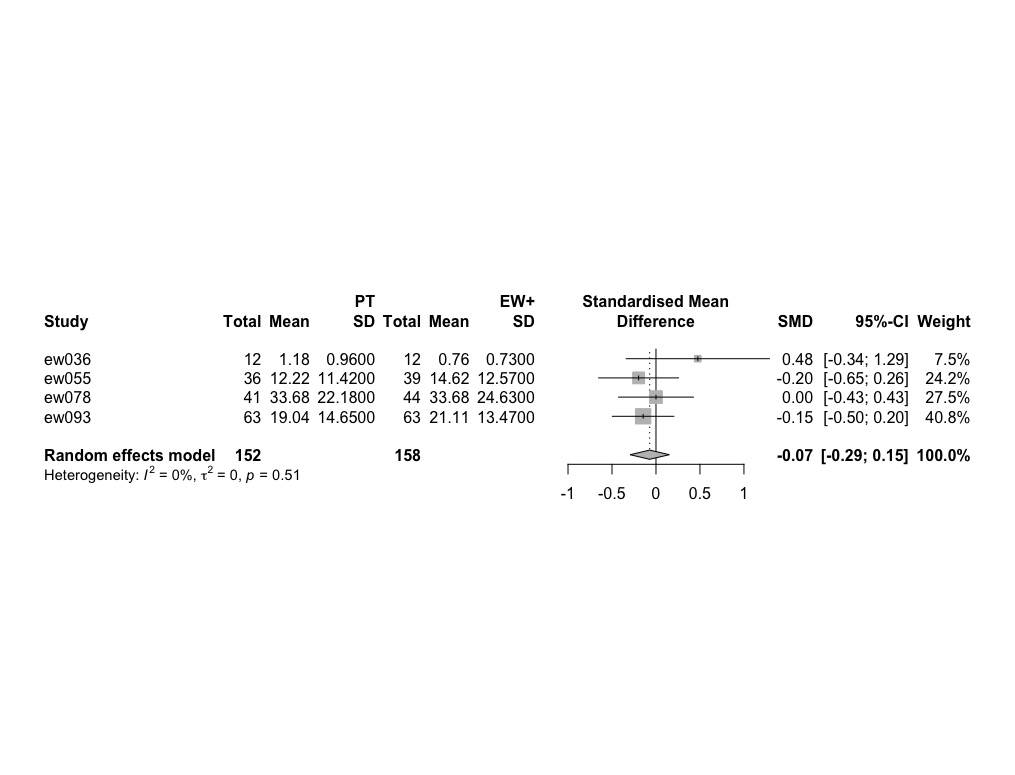 PT EW+ Standardised Mean
Study Total Mean SD Total Mean SD Difference SMD 95%-CI Weight
ew036 12 1.18 0.9600 12 0.76 0.7300 0.48 [-0.34; 1.29] 7.5%
ew055 36 12.22 11.4200 39 14.62 12.5700 -0.20 [-0.65; 0.26] 24.2%
ew078 41 33.68 22.1800 44 33.68 24.6300 0.00 [-0.43; 0.43] 27.5%
ew093 63 19.04 14.6500 63 21.11 13.4700 -0.15 [-0.50; 0.20] 40.8%
Random effects model 152 158 -0.07 [-0.29; 0.15] 100.0%
Heterogeneity: I² = 0%, τ² = 0, p = 0.51
-1 -0.5 0 0.5 1